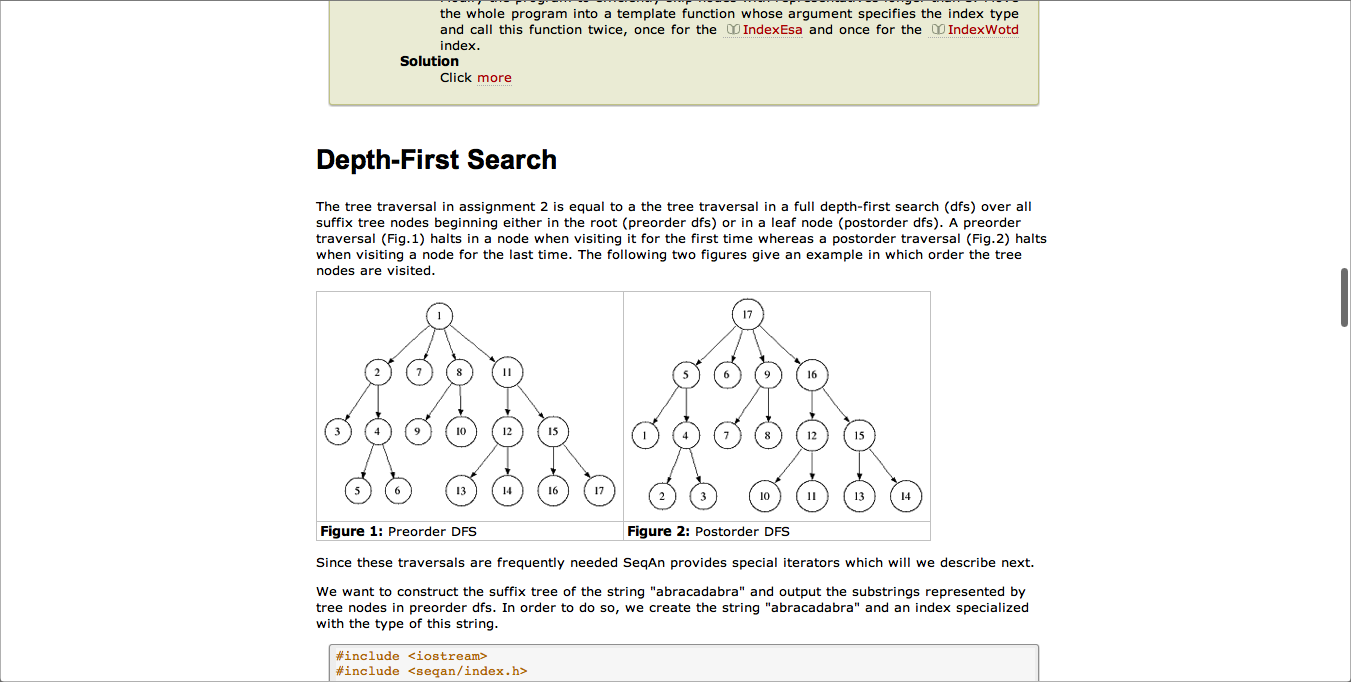 the whole program into a template function whose argument specifies the index type
and call this function twice, once for the IndexEsa and once for the IndexWotd
index.
Solution
Click more
Depth-First Search
The tree traversal in assignment 2 is equal to a the tree traversal in a full depth-first search (dfs) over all
suffix tree nodes beginning either in the root (preorder dfs) or in a leaf node (postorder dfs). A preorder
traversal (Fig.1) halts in a node when visiting it for the first time whereas a postorder traversal (Fig.2) halts
when visiting a node for the last time. The following two figures give an example in which order the tree
nodes are visited.
1
2 7 8 11
3 4 9 10 12 15
5 6 13 14 16 17
Figure 1: Preorder DFS
17
5 6 9 16
1 4 7 8 12 15
2 3 10 11 13 14
Figure 2: Postorder DFS
Since these traversals are frequently needed SeqAn provides special iterators which will we describe next.
We want to construct the suffix tree of the string "abracadabra" and output the substrings represented by
tree nodes in preorder dfs. In order to do so, we create the string "abracadabra" and an index specialized
with the type of this string.
#include <iostream>
#include <seqan/index.h>